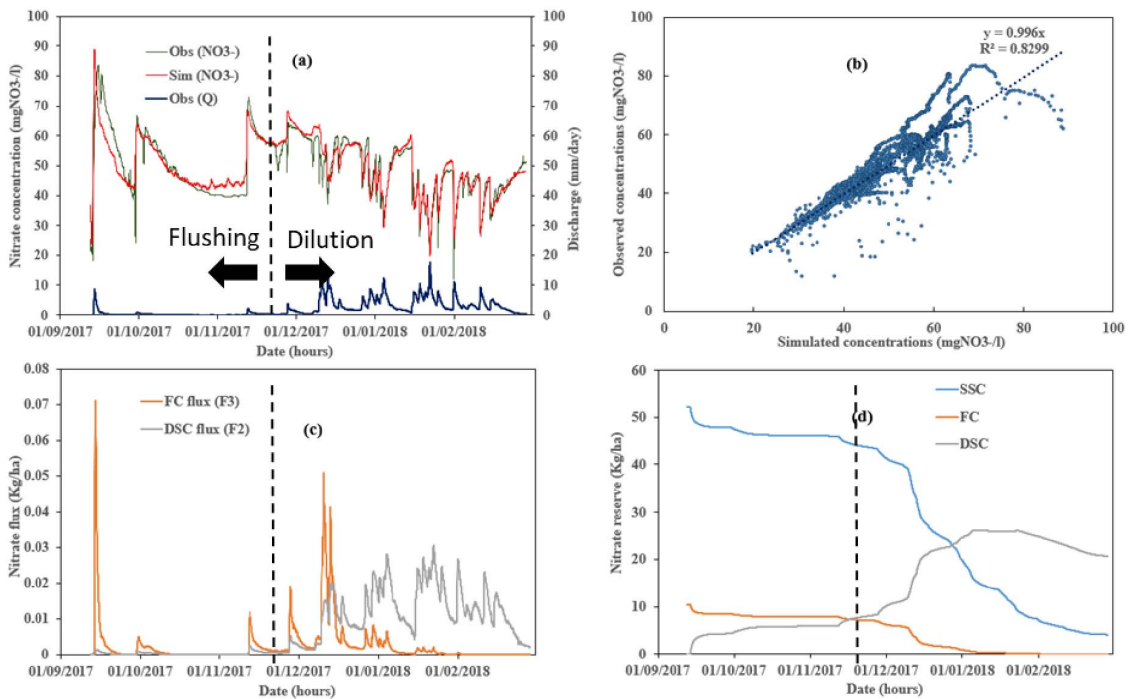 Nitrate concentration (mgNO3-/l)
100
90
80
70
60
50
40
30
20
10
0
Obs (NO3-)
Sim (NO3-)
Obs (Q)
(a)
Flushing
Dilution
100
90
80
70
60
50
40
30
20
10
0
Discharge (mm/day)
01/09/2017 01/10/2017 01/11/2017 01/12/2017 01/01/2018 01/02/2018
Date (hours)
Observed concentrations (mgNO3-/l)
100
80
60
40
20
0
y = 0.996x
R² = 0.8299
(b)
0 20 40 60 80 100
Simulated concentrations (mgNO3-/l)
Nitrate flux (Kg/ha)
0.08
0.07
0.06
0.05
0.04
0.03
0.02
0.01
0
FC flux (F3)
DSC flux (F2)
(c)
01/09/2017 01/10/2017 01/11/2017 01/12/2017 01/01/2018 01/02/2018
Date (hours)
Nitrate reserve (Kg/ha)
60
50
40
30
20
10
0
SSC
FC
DSC
(d)
01/09/2017 01/10/2017 01/11/2017 01/12/2017 01/01/2018 01/02/2018
Date (hours)